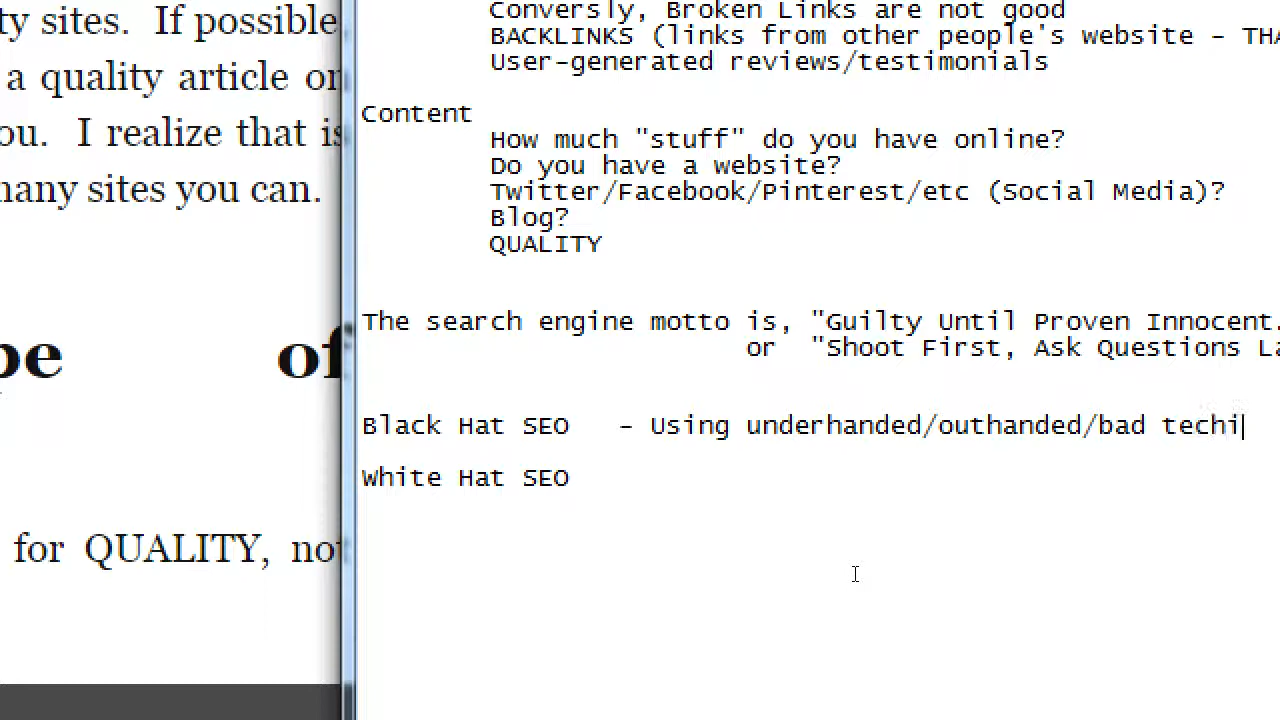 ty sites. If possible
a quality article or
ou. I realize that is
many sites you can.
pe of
for QUALITY, not
Conversly, Broken Links are not good
BACKLINKS (links from other people's website - THA
User-generated reviews/testimonials
Content
How much "stuff" do you have online?
Do you have a website?
Twitter/Facebook/Pinterest/etc (Social Media)?
Blog?
QUALITY
The search engine motto is, "Guilty Until Proven Innocent.
or "Shoot First, Ask Questions La
Black Hat SEO - Using underhanded/outhanded/bad techi
White Hat SEO